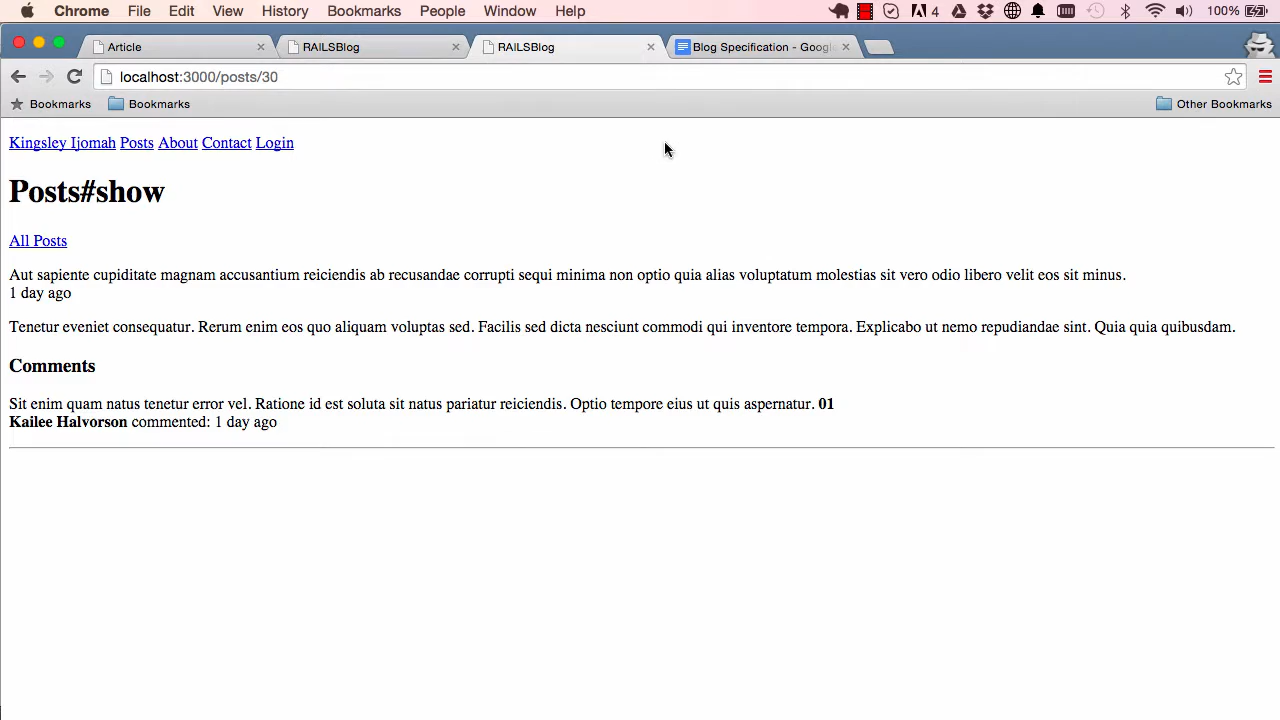 Chrome File Edit View History Bookmarks People Window Help 4 100%
Article RAILSBlog RAILSBlog Blog Specification - Googl
localhost:3000/posts/30
Bookmarks Bookmarks Other Bookmarks
Kingsley Ijomah Posts About Contact Login
Posts#show
All Posts
Aut sapiente cupiditate magnam accusantium reiciendis ab recusandae corrupti sequi minima non optio quia alias voluptatum molestias sit vero odio libero velit eos sit minus.
1 day ago
Tenetur eveniet consequatur. Rerum enim eos quo aliquam voluptas sed. Facilis sed dicta nesciunt commodi qui inventore tempora. Explicabo ut nemo repudiandae sint. Quia quia quibusdam.
Comments
Sit enim quam natus tenetur error vel. Ratione id est soluta sit natus pariatur reiciendis. Optio tempore eius ut quis aspernatur. 01
Kailee Halvorson commented: 1 day ago